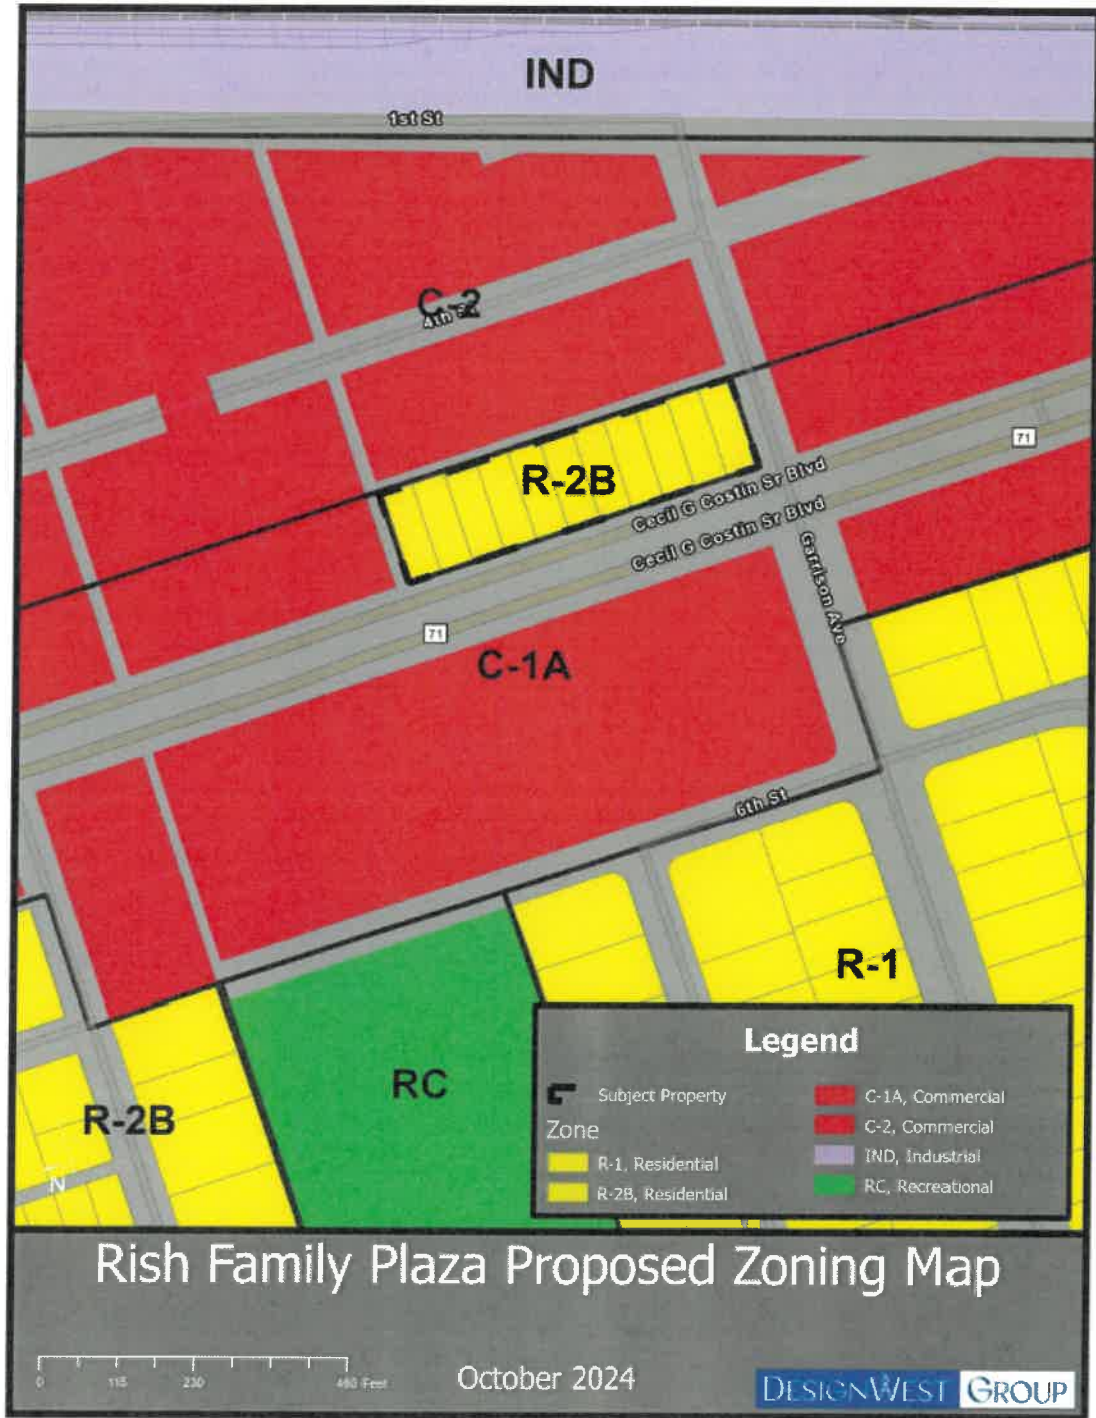 IND
1st St
C-2
4th St
R-2B
71
Cecil G Costin Sr Blvd
Cecil G Costin Sr Blvd
Garrison Ave
71
C-1A
6th St
R-1
RC
R-2B
N
Legend
Subject Property
Zone
R-1, Residential
R-2B, Residential
C-1A, Commercial
C-2, Commercial
IND, Industrial
RC, Recreational
Rish Family Plaza Proposed Zoning Map
0 115 230 460 Feet
October 2024
DESIGNWEST GROUP